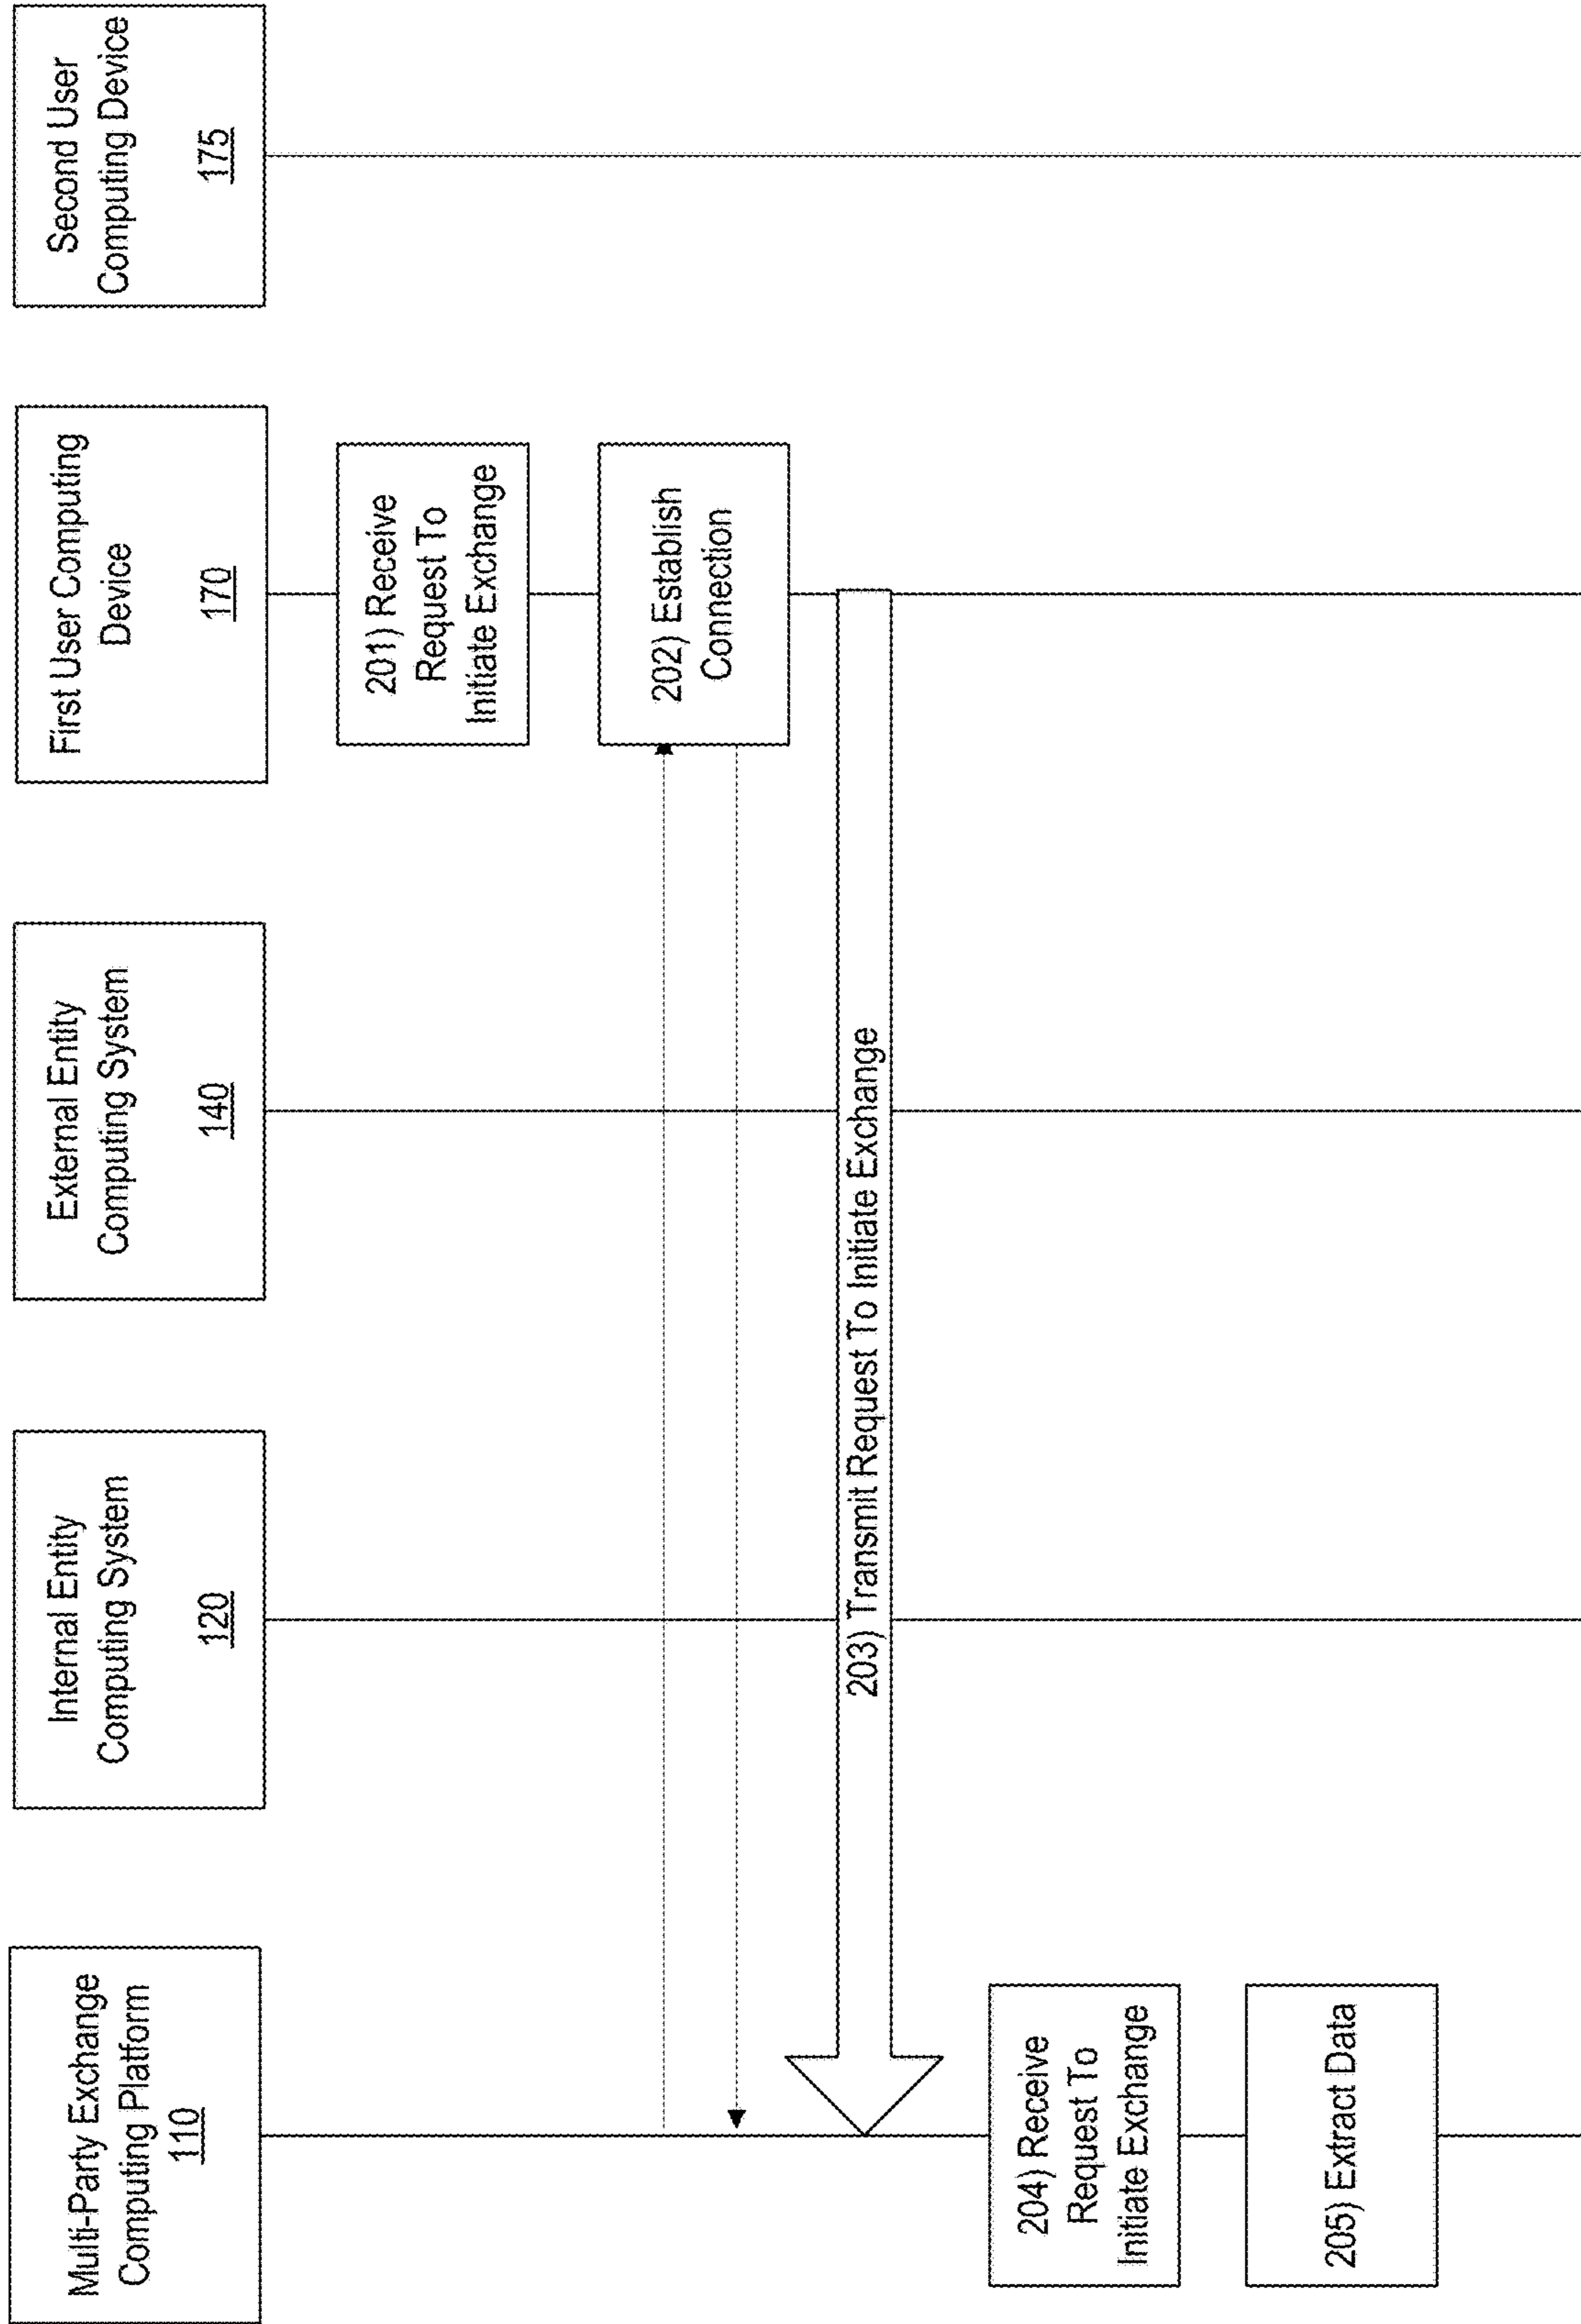 Multi-Party Exchange
Computing Platform
110
Internal Entity
Computing System
120
External Entity
Computing System
140
First User Computing
Device
170
Second User
Computing Device
175
201) Receive
Request To
Initiate Exchange
202) Establish
Connection
203) Transmit Request To Initiate Exchange
204) Receive
Request To
Initiate Exchange
205) Extract Data